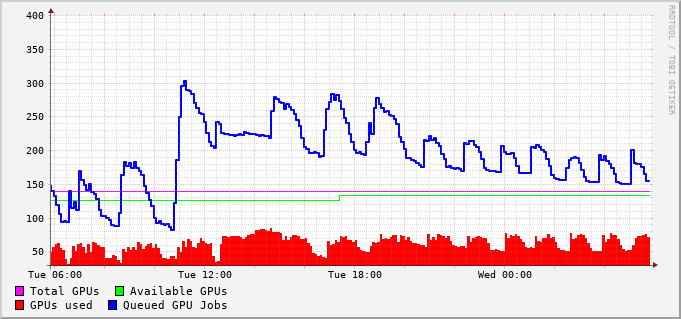 400
350
300
250
200
150
100
50
Tue 06:00 Tue 12:00 Tue 18:00 Wed 00:00
Total GPUs Available GPUs
GPUs used Queued GPU Jobs
RRDTOOL / TOBI OETIKER